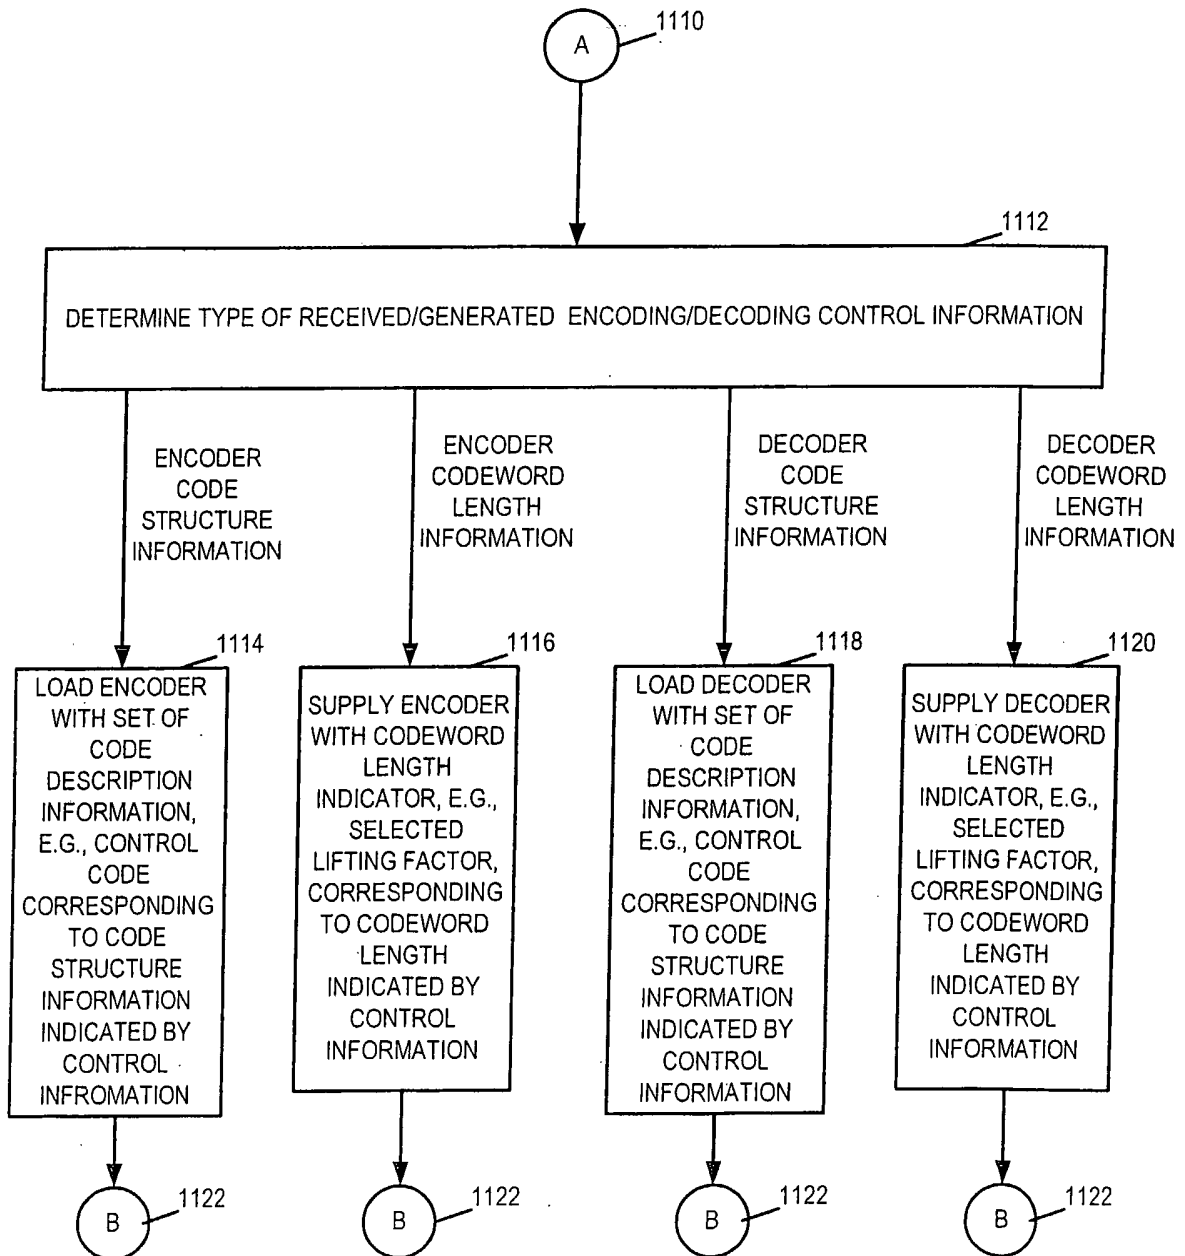 A
1110
1112
DETERMINE TYPE OF RECEIVED/GENERATED ENCODING/DECODING CONTROL INFORMATION
ENCODER
CODE
STRUCTURE
INFORMATION
ENCODER
CODEWORD
LENGTH
INFORMATION
DECODER
CODE
STRUCTURE
INFORMATION
DECODER
CODEWORD
LENGTH
INFORMATION
1114
LOAD ENCODER
WITH SET OF
CODE
DESCRIPTION
INFORMATION,
E.G., CONTROL
CODE
CORRESPONDING
TO CODE
STRUCTURE
INFORMATION
INDICATED BY
CONTROL
INFROMATION
1116
SUPPLY ENCODER
WITH CODEWORD
LENGTH
INDICATOR, E.G.,
SELECTED
LIFTING FACTOR,
CORRESPONDING
TO CODEWORD
LENGTH
INDICATED BY
CONTROL
INFORMATION
1118
LOAD DECODER
WITH SET OF
CODE
DESCRIPTION
INFORMATION,
E.G., CONTROL
CODE
CORRESPONDING
TO CODE
STRUCTURE
INFORMATION
INDICATED BY
CONTROL
INFORMATION
1120
SUPPLY DECODER
WITH CODEWORD
LENGTH
INDICATOR, E.G.,
SELECTED
LIFTING FACTOR,
CORRESPONDING
TO CODEWORD
LENGTH
INDICATED BY
CONTROL
INFORMATION
B
1122
B
1122
B
1122
B
1122